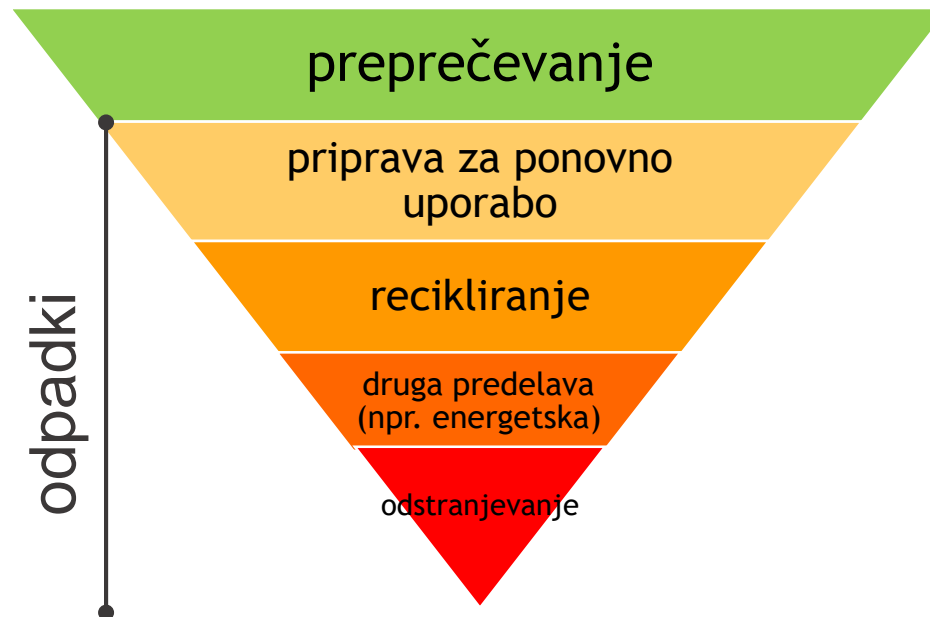 preprečevanje
priprava za ponovno
uporabo
recikliranje
druga predelava
(npr. energetska)
odstranjevanje
odpadki